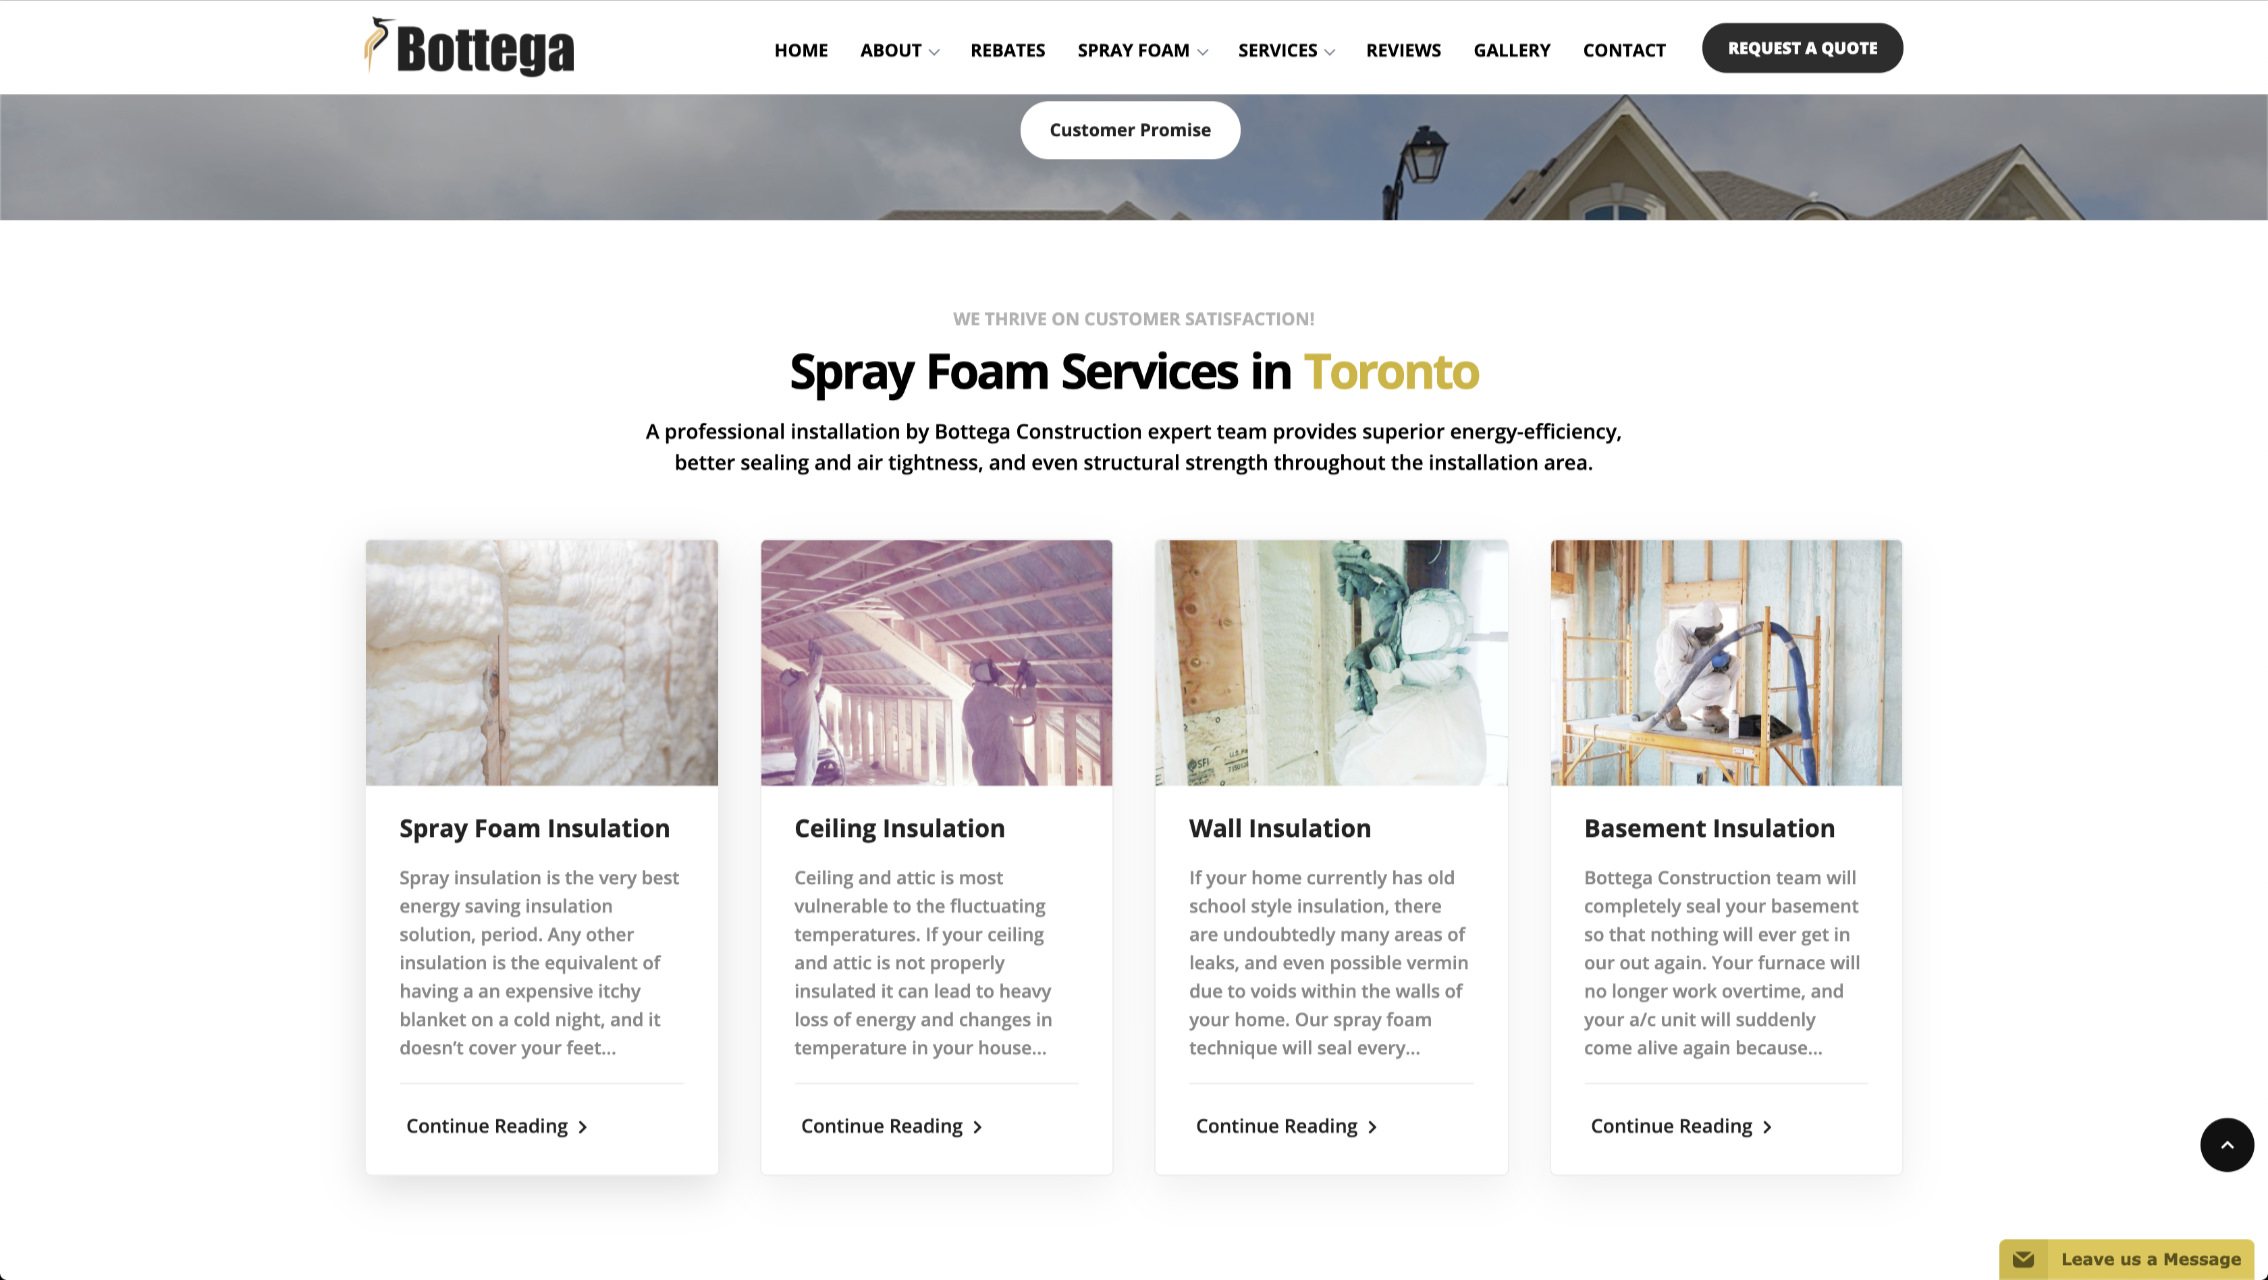 Bottega
HOME ABOUT REBATES SPRAY FOAM SERVICES REVIEWS GALLERY CONTACT REQUEST A QUOTE
Customer Promise
WE THRIVE ON CUSTOMER SATISFACTION!
Spray Foam Services in Toronto
A professional installation by Bottega Construction expert team provides superior energy-efficiency,
better sealing and air tightness, and even structural strength throughout the installation area.
Spray Foam Insulation
Spray insulation is the very best
energy saving insulation
solution, period. Any other
insulation is the equivalent of
having a an expensive itchy
blanket on a cold night, and it
doesn’t cover your feet...
Continue Reading
Ceiling Insulation
Ceiling and attic is most
vulnerable to the fluctuating
temperatures. If your ceiling
and attic is not properly
insulated it can lead to heavy
loss of energy and changes in
temperature in your house...
Continue Reading
SFI
Wall Insulation
If your home currently has old
school style insulation, there
are undoubtedly many areas of
leaks, and even possible vermin
due to voids within the walls of
your home. Our spray foam
technique will seal every...
Continue Reading
Basement Insulation
Bottega Construction team will
completely seal your basement
so that nothing will ever get in
our out again. Your furnace will
no longer work overtime, and
your a/c unit will suddenly
come alive again because...
Continue Reading
Leave us a Message